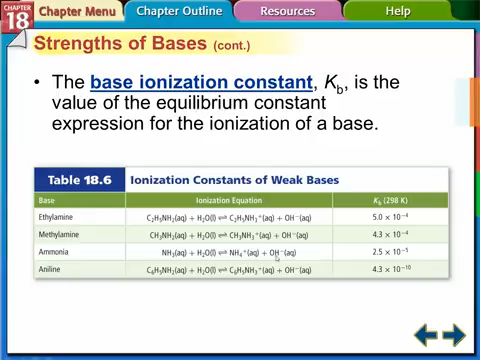 CHAPTER
18
Chapter Menu
Chapter Outline
Resources
Help
Strengths of Bases (cont.)
• The base ionization constant, Kb, is the
value of the equilibrium constant
expression for the ionization of a base.
Table 18.6 Ionization Constants of Weak Bases
Base Ionization Equation Kb (298 K)
Ethylamine C₂H₅NH₂(aq) + H₂O(l) ⇌ C₂H₅NH₃⁺(aq) + OH⁻(aq) 5.0 × 10⁻⁴
Methylamine CH₃NH₂(aq) + H₂O(l) ⇌ CH₃NH₃⁺(aq) + OH⁻(aq) 4.3 × 10⁻⁴
Ammonia NH₃(aq) + H₂O(l) ⇌ NH₄⁺(aq) + OH⁻(aq) 2.5 × 10⁻⁵
Aniline C₆H₅NH₂(aq) + H₂O(l) ⇌ C₆H₅NH₃⁺(aq) + OH⁻(aq) 4.3 × 10⁻¹⁰